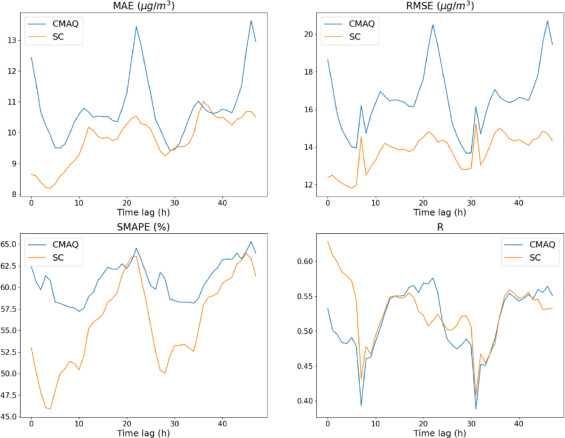 MAE (μg/m³)
CMAQ
SC
13
12
11
10
9
8
0
10
20
30
40
Time lag (h)
RMSE (μg/m³)
CMAQ
SC
20
18
16
14
12
0
10
20
30
40
Time lag (h)
SMAPE (%)
CMAQ
SC
65.0
62.5
60.0
57.5
55.0
52.5
50.0
47.5
45.0
0
10
20
30
40
Time lag (h)
R
CMAQ
SC
0.60
0.55
0.50
0.45
0.40
0
10
20
30
40
Time lag (h)